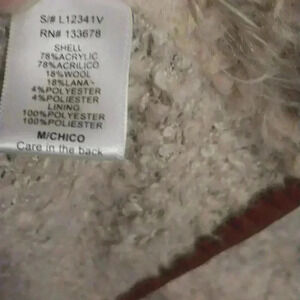 S/# L12341V
RN# 133678
SHELL
78%ACRYLIC
78%ACRILICO
18%WOOL
18%LANA
4%POLYESTER
4%POLIESTER
LINING
100%POLYESTER
100%POLIESTER
M/CHICO
Care in the back